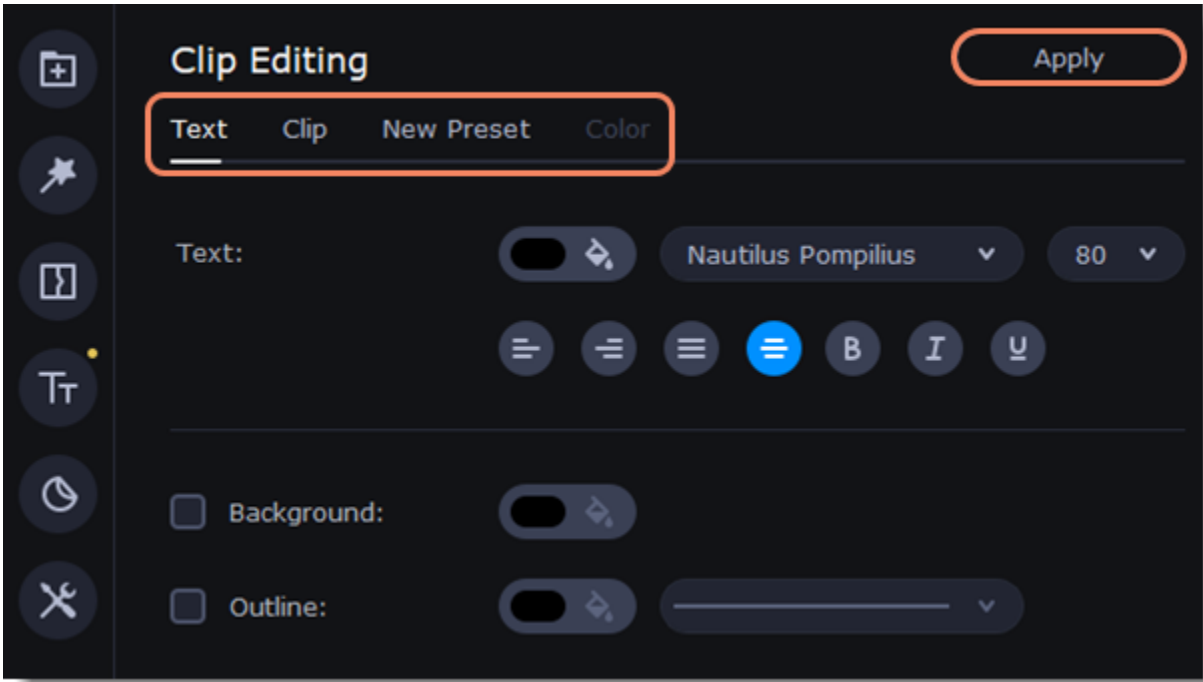 Clip Editing
Apply
Text Clip New Preset Color
Text: Nautilus Pompilius 80
B I U
Background:
Outline: